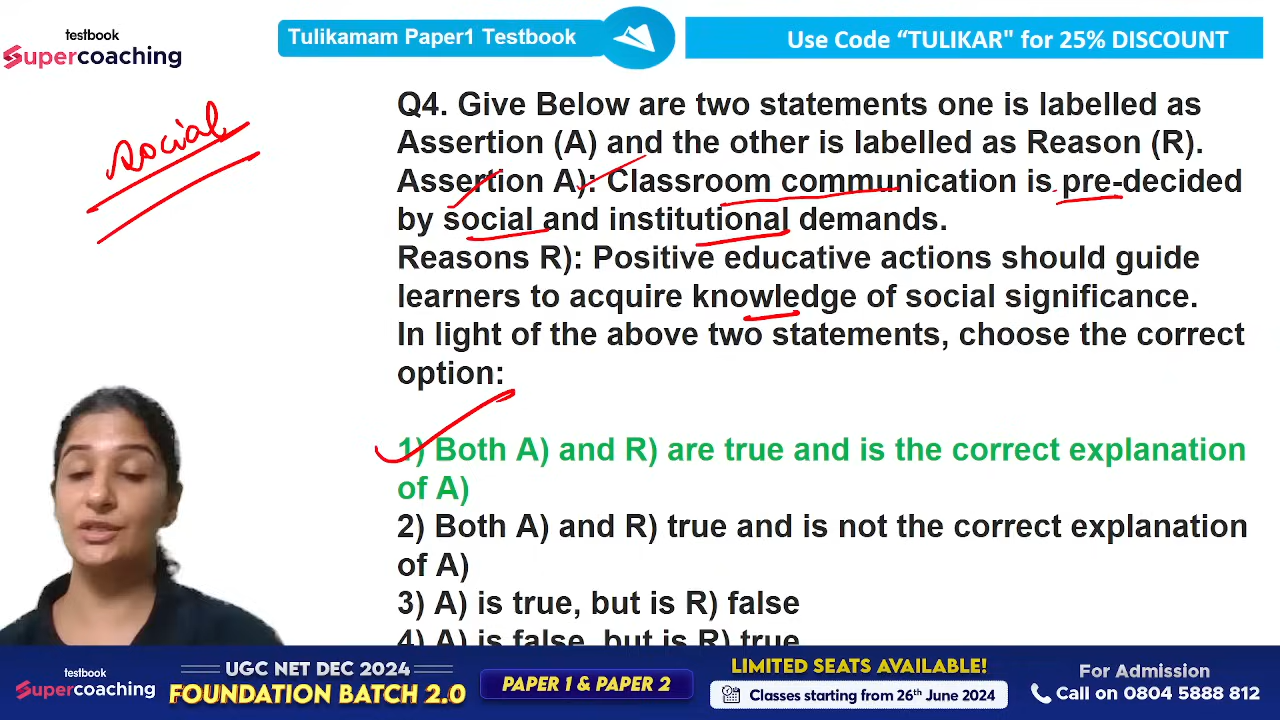 testbook
Supercoaching
Tulikamam Paper1 Testbook
Use Code “TULIKAR" for 25% DISCOUNT
social
Q4. Give Below are two statements one is labelled as
Assertion (A) and the other is labelled as Reason (R).
Assertion A): Classroom communication is pre-decided
by social and institutional demands.
Reasons R): Positive educative actions should guide
learners to acquire knowledge of social significance.
In light of the above two statements, choose the correct
option:
1) Both A) and R) are true and is the correct explanation
of A)
2) Both A) and R) true and is not the correct explanation
of A)
3) A) is true, but is R) false
4) A) is false, but is R) true
testbook
Supercoaching
UGC NET DEC 2024
FOUNDATION BATCH 2.0
PAPER 1 & PAPER 2
LIMITED SEATS AVAILABLE!
Classes starting from 26th June 2024
For Admission
Call on 0804 5888 812